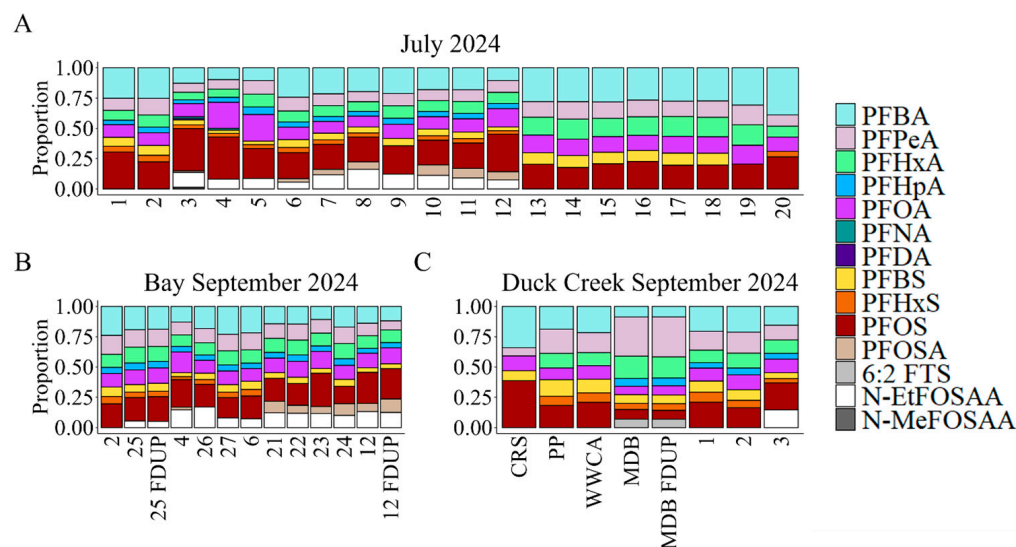 A
July 2024
Proportion
1.00
0.75
0.50
0.25
0.00
1 2 3 4 5 6 7 8 9 10 11 12 13 14 15 16 17 18 19 20
B
Bay September 2024
Proportion
1.00
0.75
0.50
0.25
0.00
2 25 25 FDUP 4 26 27 6 21 22 23 24 12 12 FDUP
C
Duck Creek September 2024
1.00
0.75
0.50
0.25
0.00
CRS PP WWCA MDB MDB FDUP 1 2 3
PFBA
PFPeA
PFHxA
PFHpA
PFOA
PFNA
PFDA
PFBS
PFHxS
PFOS
PFOSA
6:2 FTS
N-EtFOSAA
N-MeFOSAA